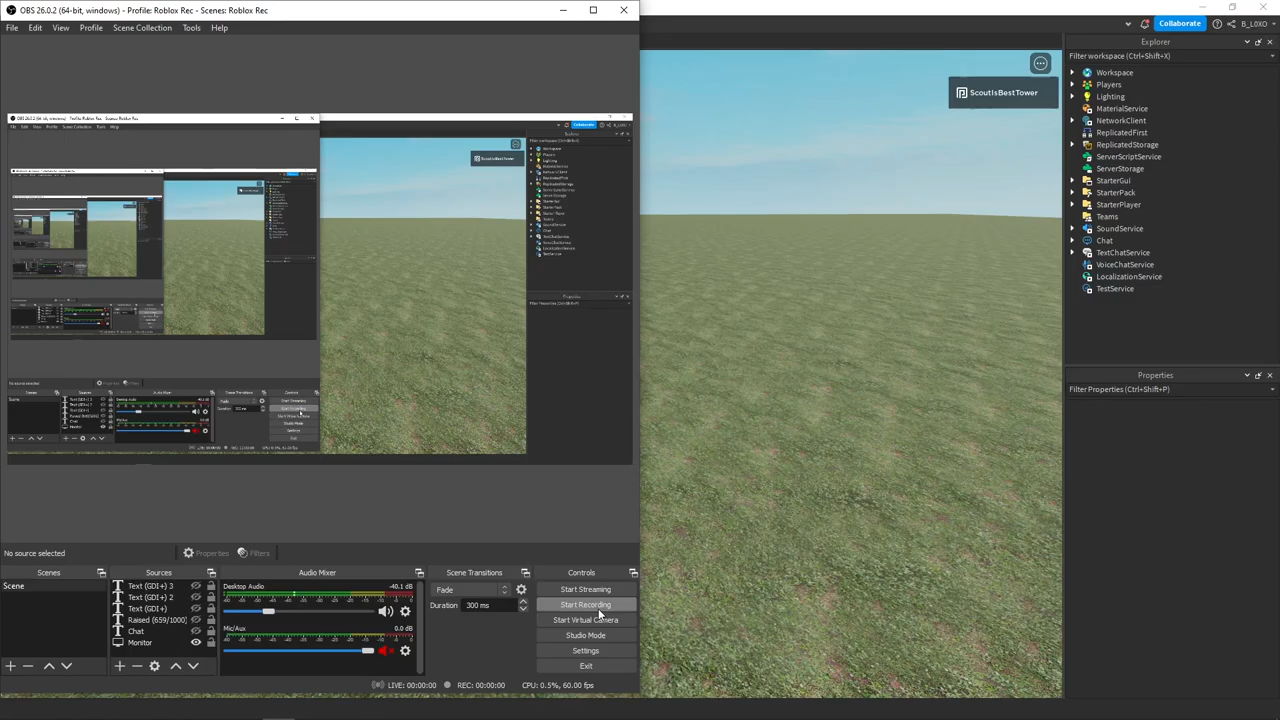 OBS 26.0.2 (64-bit, windows) - Profile: Roblox Rec - Scenes: Roblox Rec
File Edit View Profile Scene Collection Tools Help
No source selected
Properties Filters
Scenes
Scene
Sources
Text (GDI+) 3
Text (GDI+) 2
Text (GDI+)
Raised (659/1000)
Chat
Monitor
Audio Mixer
Desktop Audio -40.1 dB
Mic/Aux 0.0 dB
Scene Transitions
Fade
Duration 300 ms
Controls
Start Streaming
Start Recording
Start Virtual Camera
Studio Mode
Settings
Exit
LIVE: 00:00:00 REC: 00:00:00 CPU: 0.5%, 60.00 fps
Collaborate B_L0XO
ScoutIsBestTower
Explorer
Filter workspace (Ctrl+Shift+X)
Workspace
Players
Lighting
MaterialService
NetworkClient
ReplicatedFirst
ReplicatedStorage
ServerScriptService
ServerStorage
StarterGui
StarterPack
StarterPlayer
Teams
SoundService
Chat
TextChatService
VoiceChatService
LocalizationService
TestService
Properties
Filter Properties (Ctrl+Shift+P)